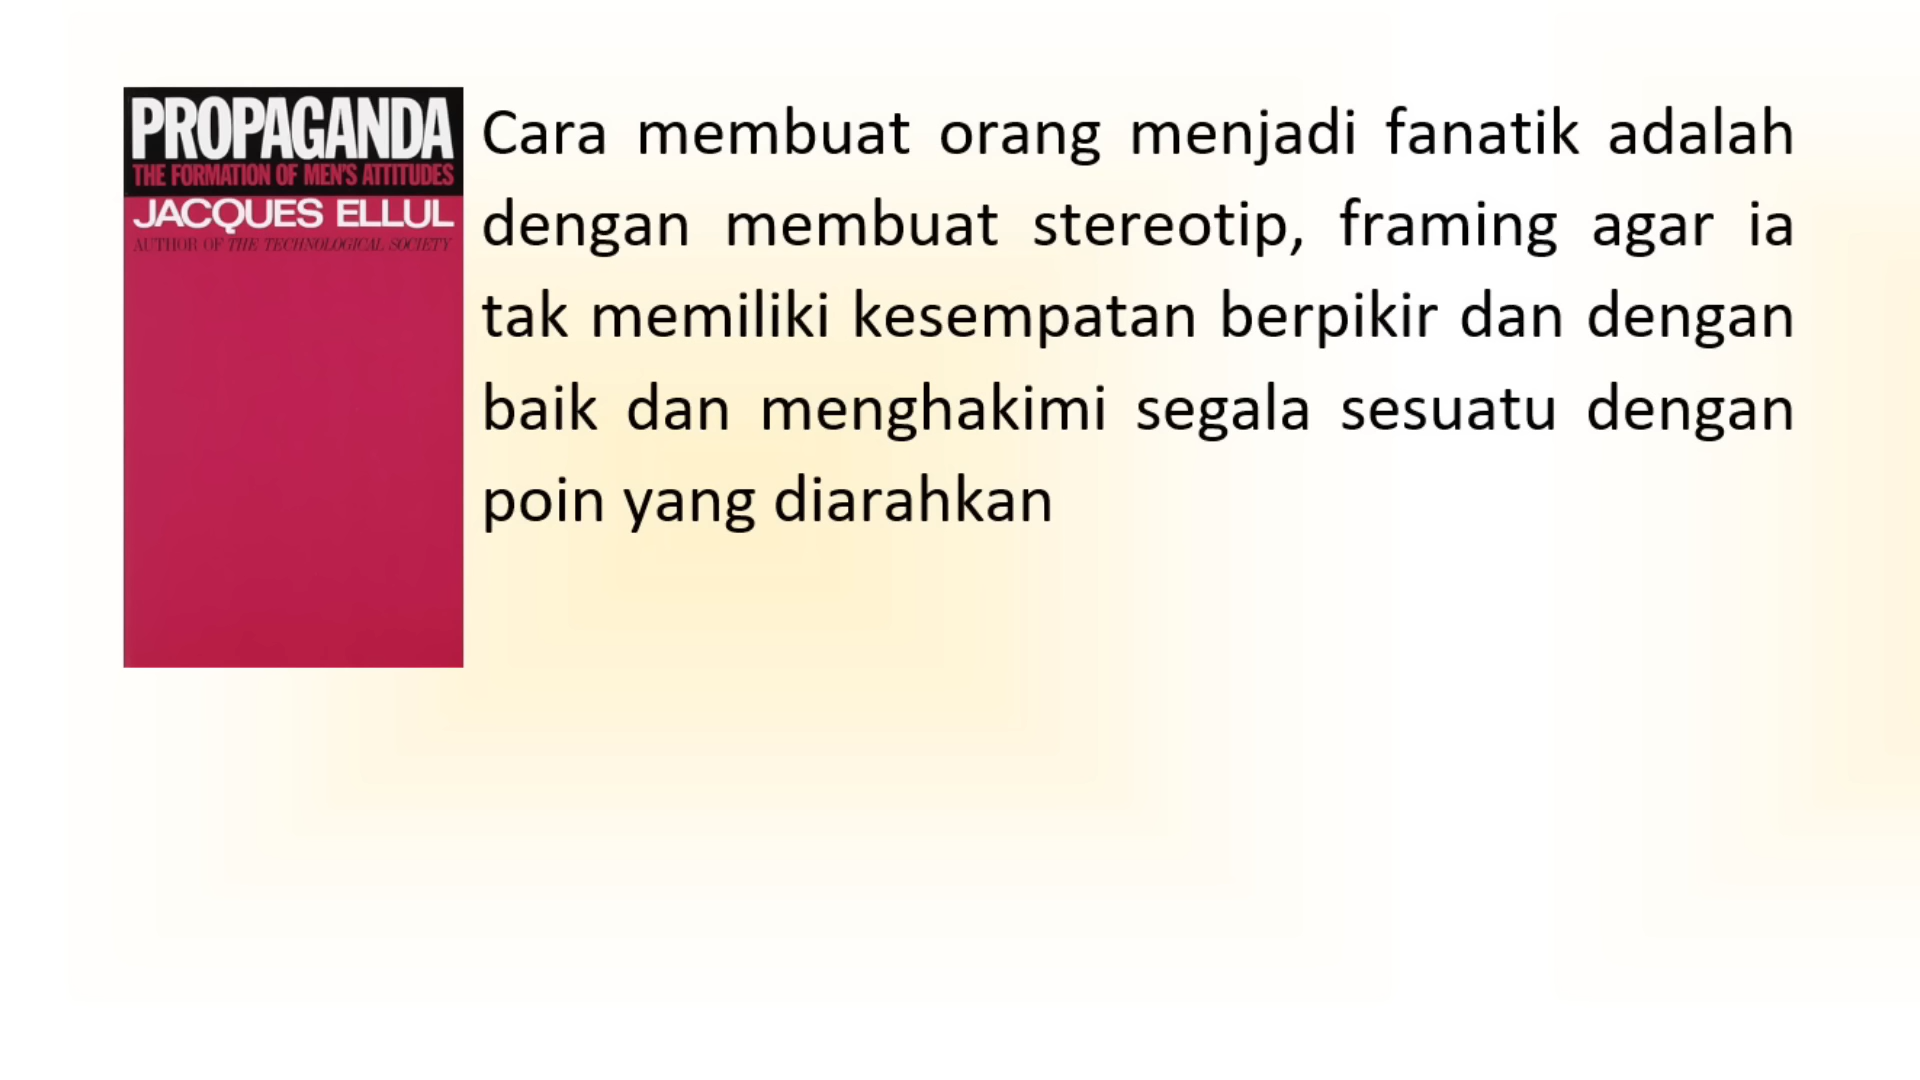 PROPAGANDA
THE FORMATION OF MEN'S ATTITUDES
JACQUES ELLUL
AUTHOR OF THE TECHNOLOGICAL SOCIETY
Cara membuat orang menjadi fanatik adalah
dengan membuat stereotip, framing agar ia
tak memiliki kesempatan berpikir dan dengan
baik dan menghakimi segala sesuatu dengan
poin yang diarahkan